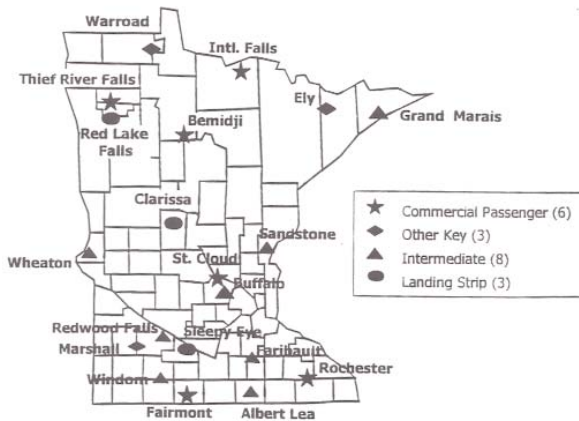 Warroad
Intl. Falls
Thief River Falls
Ely
Grand Marais
Red Lake
Falls
Bemidji
Clarissa
Commercial Passenger (6)
Other Key (3)
Intermediate (8)
Landing Strip (3)
Sandstone
Wheaton
St. Cloud
Buffalo
Redwood Falls
Sleepy Eye
Marshall
Faribault
Windom
Rochester
Fairmont
Albert Lea